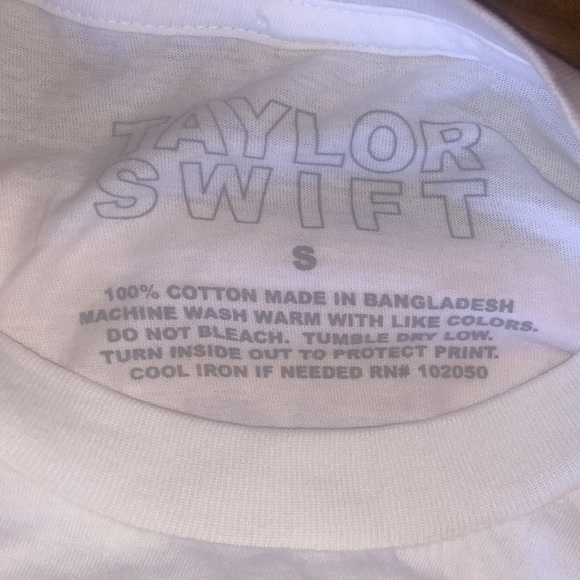 TAYLOR
SWIFT
S
100% COTTON MADE IN BANGLADESH
MACHINE WASH WARM WITH LIKE COLORS.
DO NOT BLEACH. TUMBLE DRY LOW.
TURN INSIDE OUT TO PROTECT PRINT.
COOL IRON IF NEEDED RN# 102050